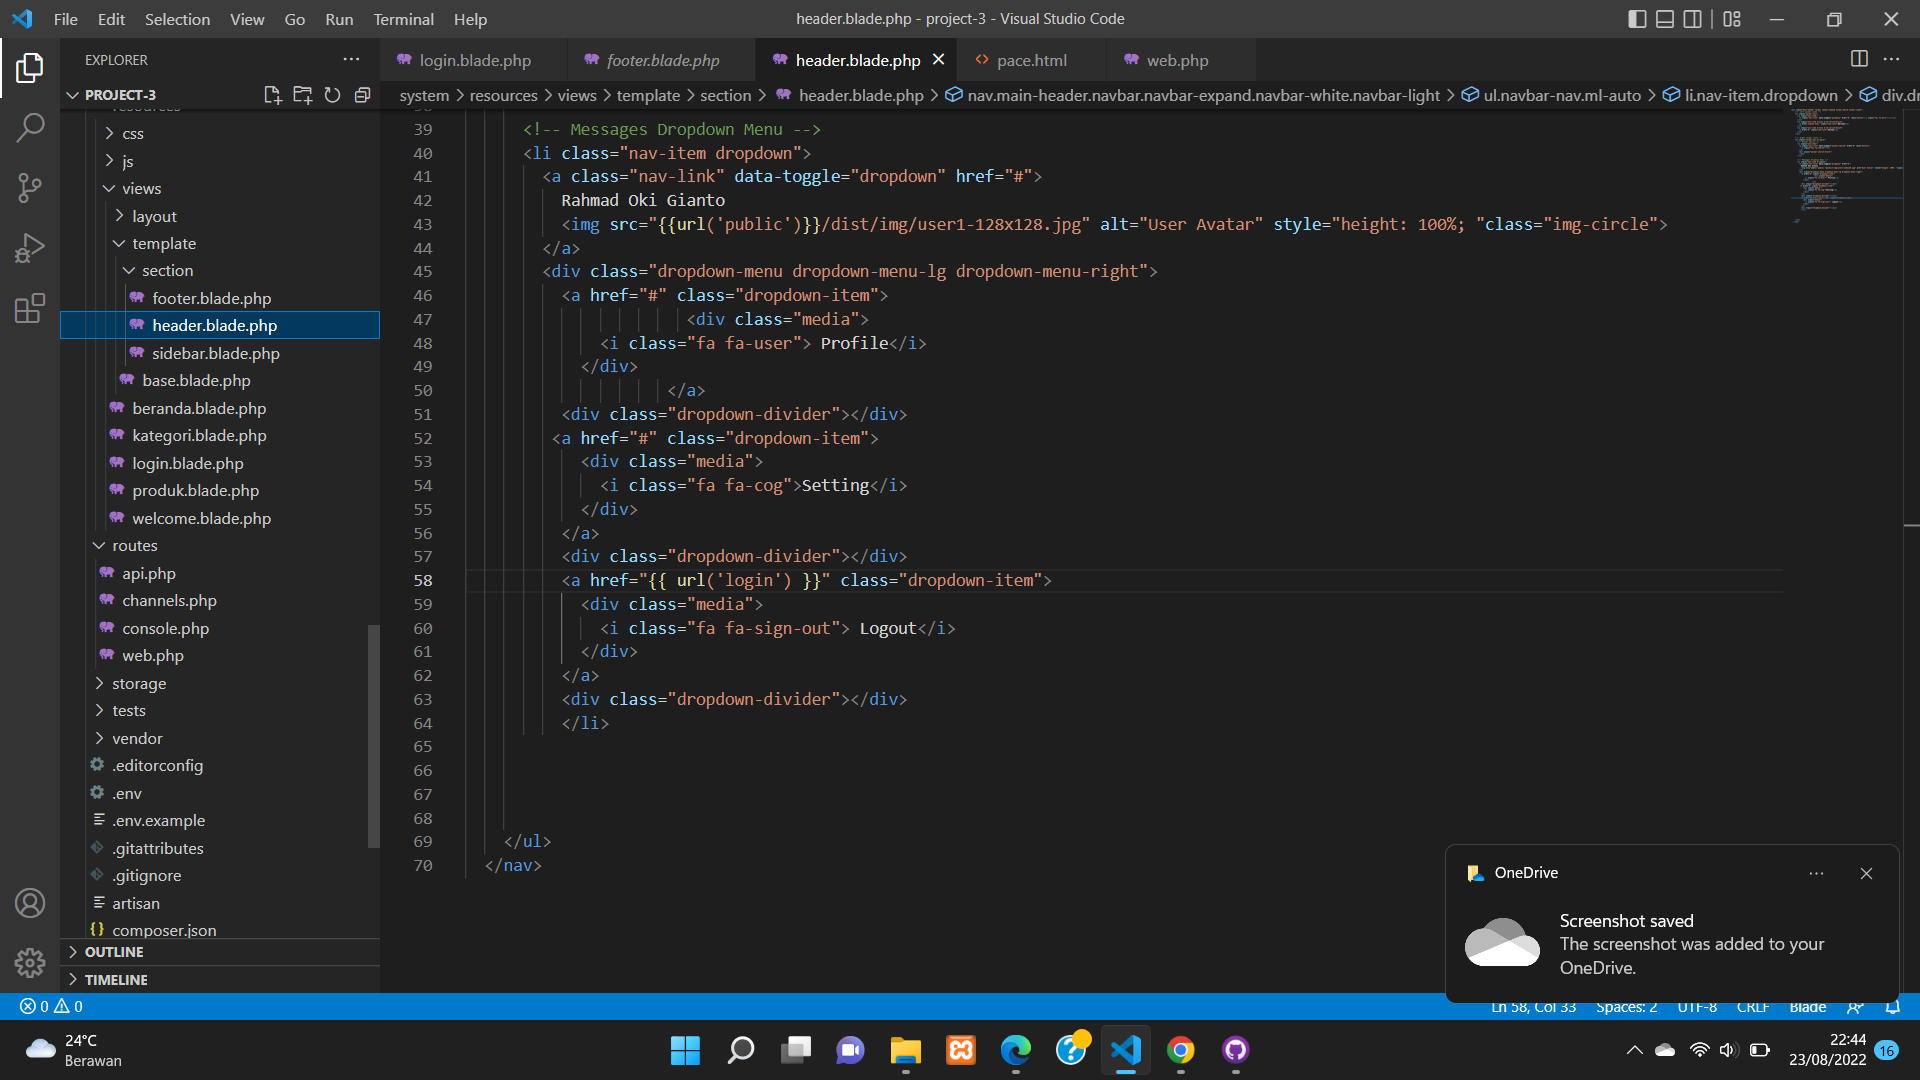 File Edit Selection View Go Run Terminal Help
header.blade.php - project-3 - Visual Studio Code
EXPLORER
login.blade.php
footer.blade.php
header.blade.php
pace.html
web.php
PROJECT-3
system > resources > views > template > section > header.blade.php > nav.main-header.navbar.navbar-expand.navbar-white.navbar-light > ul.navbar-nav.ml-auto > li.nav-item.dropdown > div.dr
resources
css
js
views
layout
template
section
footer.blade.php
header.blade.php
sidebar.blade.php
base.blade.php
beranda.blade.php
kategori.blade.php
login.blade.php
produk.blade.php
welcome.blade.php
routes
api.php
channels.php
console.php
web.php
storage
tests
vendor
.editorconfig
.env
.env.example
.gitattributes
.gitignore
artisan
composer.json
OUTLINE
TIMELINE
38
39 <!-- Messages Dropdown Menu -->
40 <li class="nav-item dropdown">
41 <a class="nav-link" data-toggle="dropdown" href="#">
42 Rahmad Oki Gianto
43 <img src="{{url('public')}}/dist/img/user1-128x128.jpg" alt="User Avatar" style="height: 100%; "class="img-circle">
44 </a>
45 <div class="dropdown-menu dropdown-menu-lg dropdown-menu-right">
46 <a href="#" class="dropdown-item">
47 <div class="media">
48 <i class="fa fa-user"> Profile</i>
49 </div>
50 </a>
51 <div class="dropdown-divider"></div>
52 <a href="#" class="dropdown-item">
53 <div class="media">
54 <i class="fa fa-cog">Setting</i>
55 </div>
56 </a>
57 <div class="dropdown-divider"></div>
58 <a href="{{ url('login') }}" class="dropdown-item">
59 <div class="media">
60 <i class="fa fa-sign-out"> Logout</i>
61 </div>
62 </a>
63 <div class="dropdown-divider"></div>
64 </li>
65
66
67
68
69 </ul>
70 </nav>
OneDrive
Screenshot saved
The screenshot was added to your
OneDrive.
0 0
Ln 58, Col 33 Spaces: 2 UTF-8 CRLF Blade
24°C
Berawan
22:44
23/08/2022
16